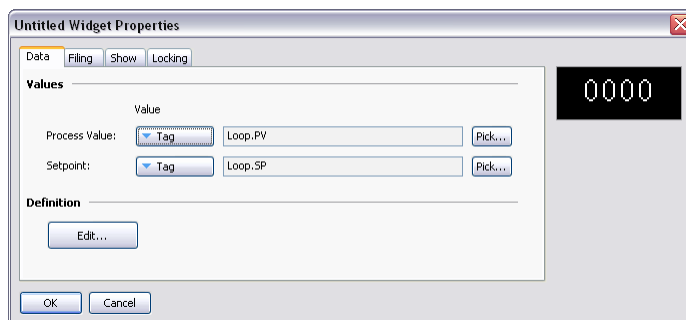 Untitled Widget Properties
Data Filing Show Locking
Values
Value
Process Value: Tag Loop.PV Pick...
Setpoint: Tag Loop.SP Pick...
Definition
Edit...
OK Cancel
0000